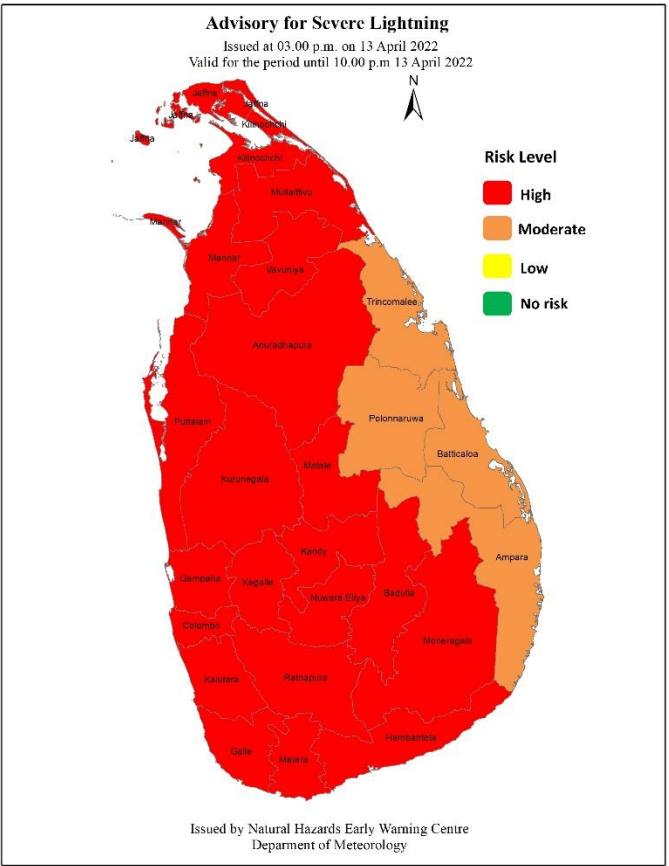 Advisory for Severe Lightning
Issued at 03.00 p.m. on 13 April 2022
Valid for the period until 10.00 p.m 13 April 2022
N
Jaffna
Jaffna
Jaffna
Kilinochchi
Jaffna
Kilinochchi
Mullaittivu
Mannar
Mannar
Vavuniya
Trincomalee
Anuradhapura
Puttalam
Polonnaruwa
Batticaloa
Matale
Kurunegala
Kandy
Ampara
Gampaha
Kegalle
Nuwara Eliya
Badulla
Colombo
Moneragala
Kalutara
Ratnapura
Hambantota
Galle
Matara
Risk Level
High
Moderate
Low
No risk
Issued by Natural Hazards Early Warning Centre
Deparment of Meteorology